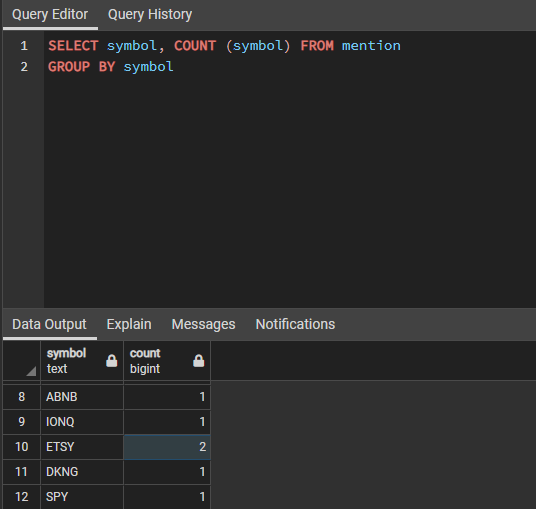 Query Editor Query History
1 SELECT symbol, COUNT (symbol) FROM mention
2 GROUP BY symbol
Data Output Explain Messages Notifications
symbol count
text bigint
8 ABNB 1
9 IONQ 1
10 ETSY 2
11 DKNG 1
12 SPY 1